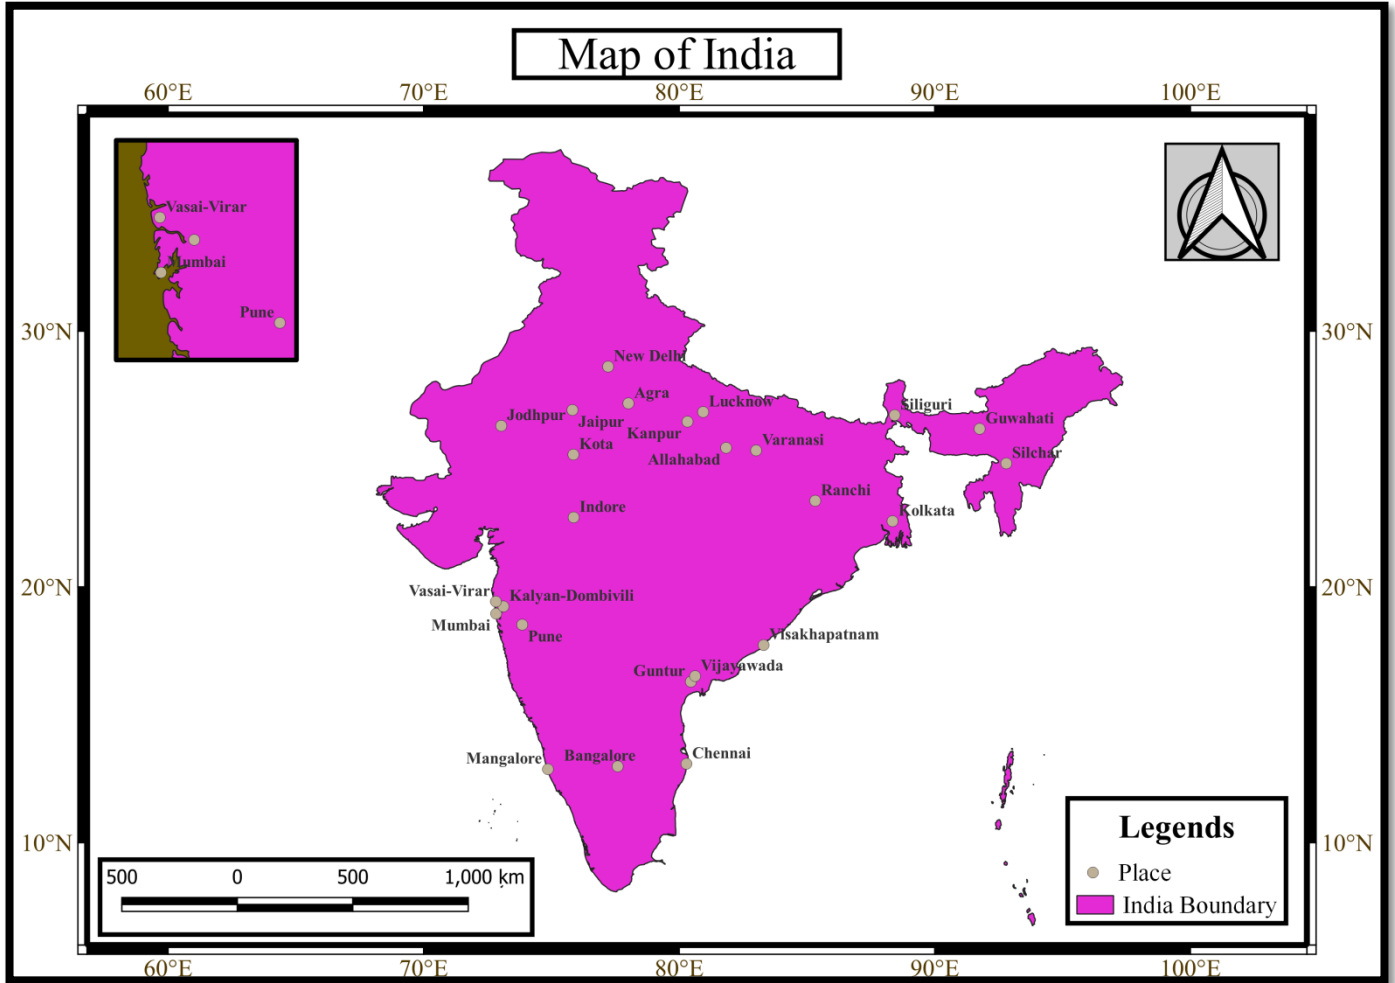 Map of India
60°E 70°E 80°E 90°E 100°E
Vasai-Virar
Mumbai
Pune
30°N 30°N
New Delhi
Agra
Lucknow
Siliguri
Jodhpur
Jaipur
Guwahati
Kanpur
Varanasi
Kota
Silchar
Allahabad
Ranchi
Indore
Kolkata
20°N 20°N
Vasai-Virar
Kalyan-Dombivili
Mumbai
Pune
Visakhapatnam
Guntur
Vijayawada
Mangalore
Bangalore
Chennai
10°N 10°N
Legends
Place
India Boundary
500 0 500 1,000 km
60°E 70°E 80°E 90°E 100°E